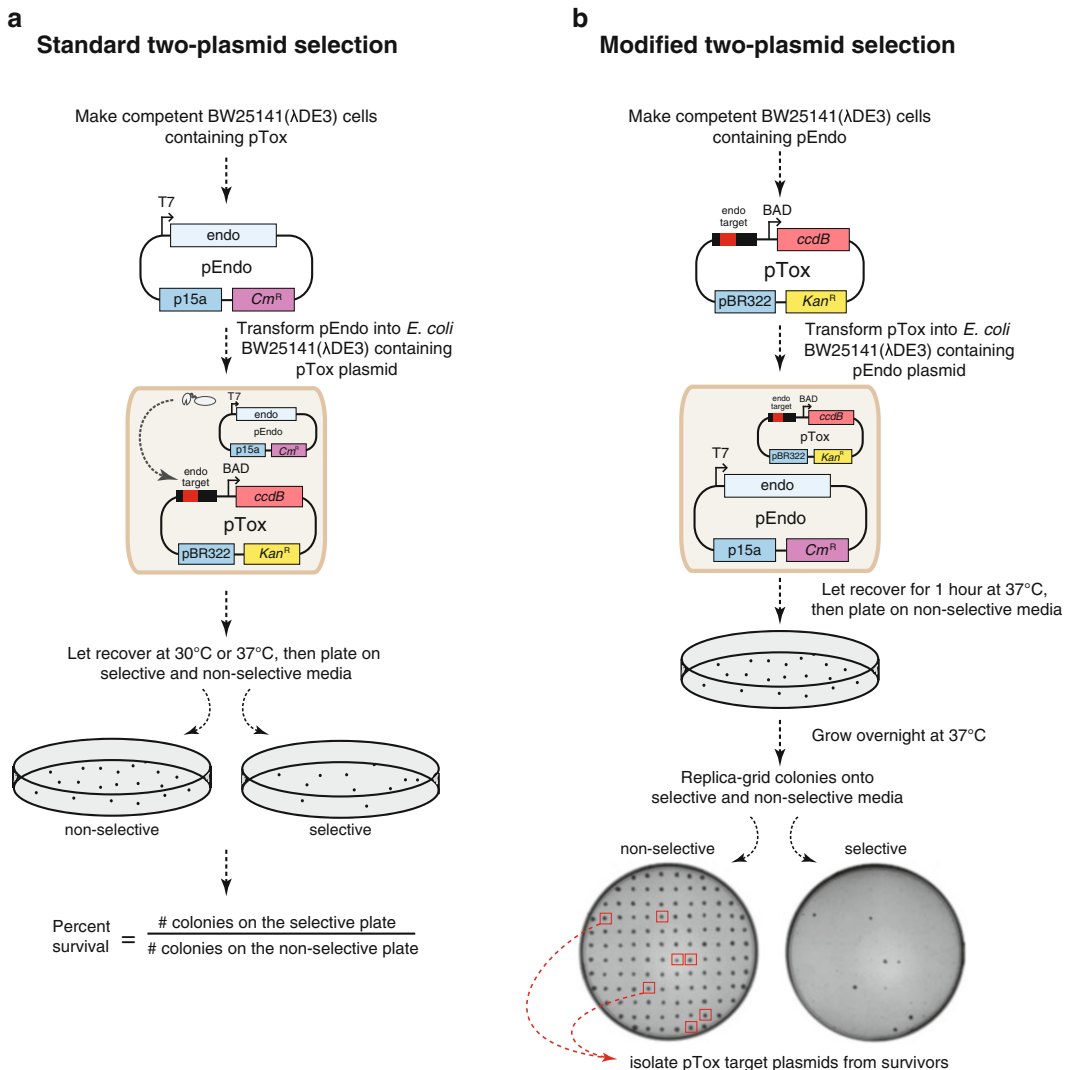 a
Standard two-plasmid selection
Make competent BW25141(λDE3) cells
containing pTox
T7
endo
pEndo
p15a
Cmᴿ
Transform pEndo into E. coli
BW25141(λDE3) containing
pTox plasmid
T7
endo
pEndo
p15a
Cmᴿ
endo
target
BAD
ccdB
pTox
pBR322
Kanᴿ
Let recover at 30°C or 37°C, then plate on
selective and non-selective media
non-selective
selective
Percent
survival
=
# colonies on the selective plate
# colonies on the non-selective plate
b
Modified two-plasmid selection
Make competent BW25141(λDE3) cells
containing pEndo
endo
target
BAD
ccdB
pTox
pBR322
Kanᴿ
Transform pTox into E. coli
BW25141(λDE3) containing
pEndo plasmid
endo
target
BAD
ccdB
pTox
pBR322
Kanᴿ
T7
endo
pEndo
p15a
Cmᴿ
Let recover for 1 hour at 37°C,
then plate on non-selective media
Grow overnight at 37°C
Replica-grid colonies onto
selective and non-selective media
non-selective
selective
isolate pTox target plasmids from survivors